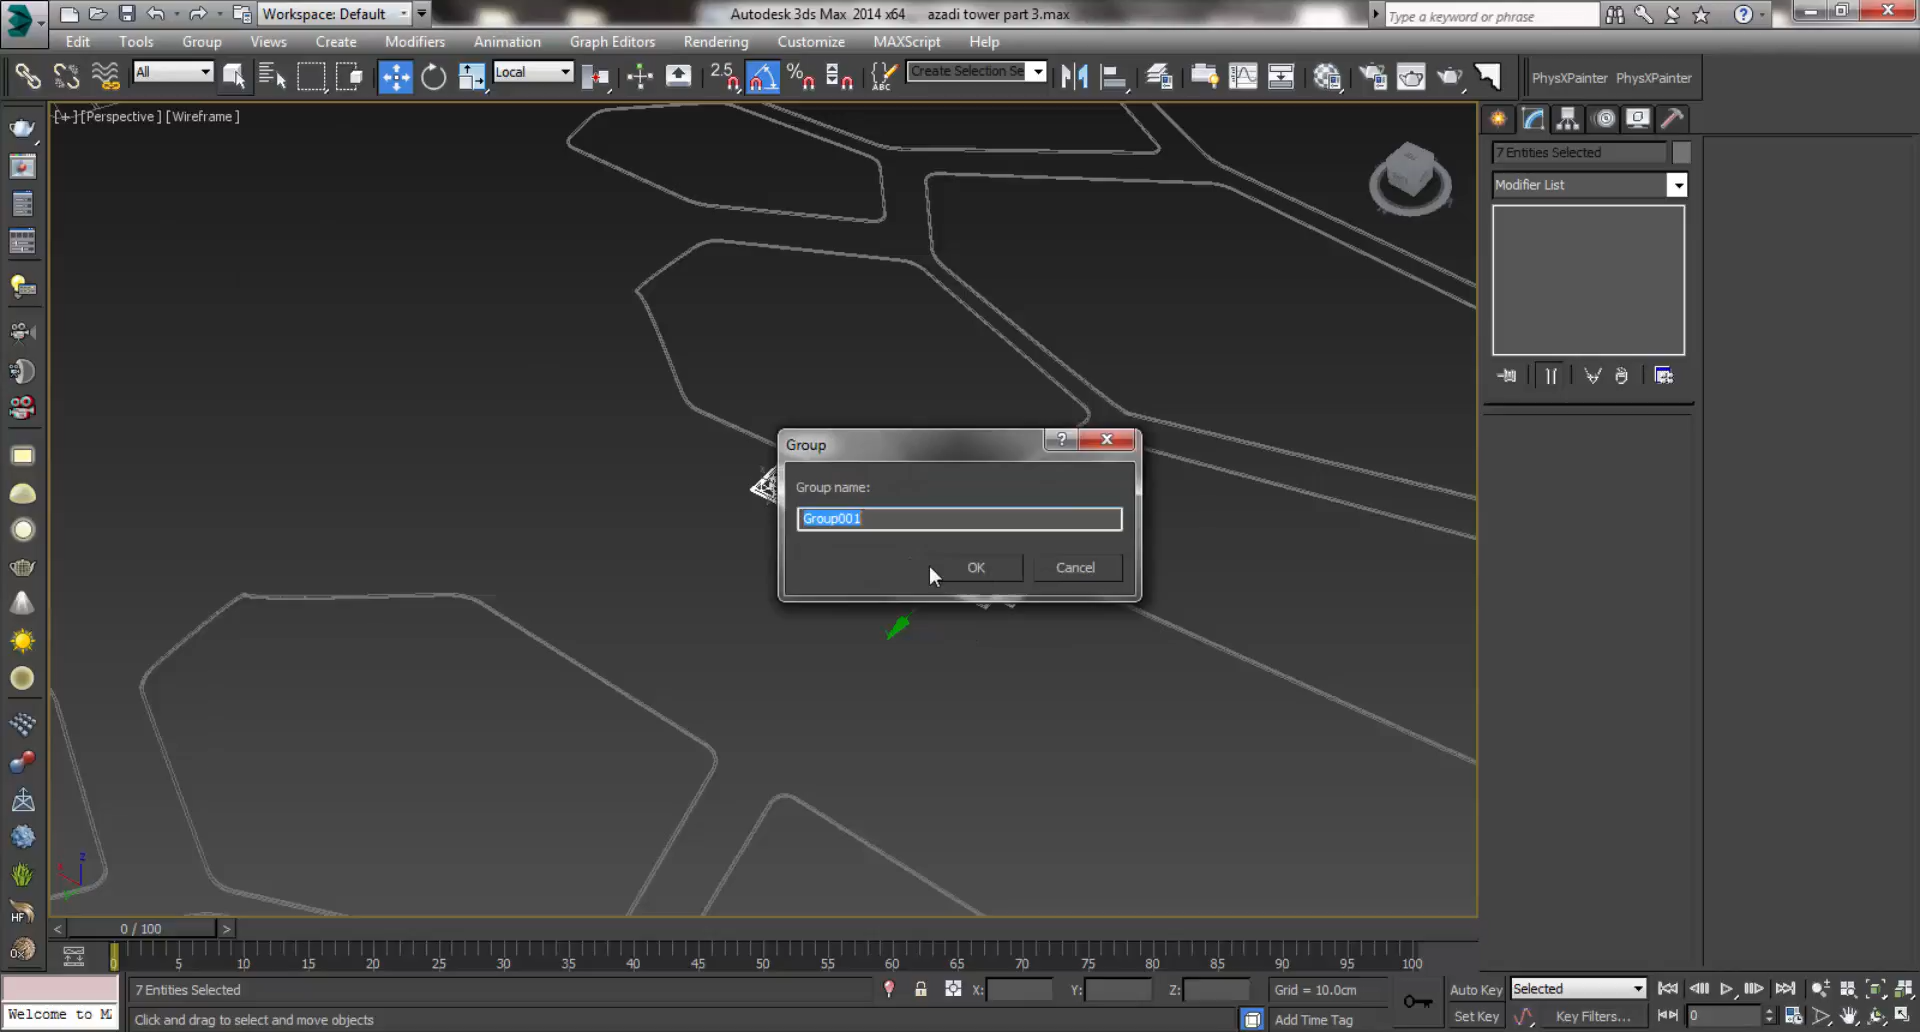 Workspace: Default
Autodesk 3ds Max 2014 x64 azadi tower part 3.max
Type a keyword or phrase
Edit Tools Group Views Create Modifiers Animation Graph Editors Rendering Customize MAXScript Help
All
Local
2.5
ABC
Create Selection Se
PhysXPainter PhysXPainter
[+][Perspective][Wireframe]
7 Entities Selected
Modifier List
Group
Group name:
Group001
OK
Cancel
z
HF
Ox
< 0 / 100 >
0 5 10 15 20 25 30 35 40 45 50 55 60 65 70 75 80 85 90 95 100
7 Entities Selected
X: Y: Z:
Grid = 10.0cm
Auto Key
Selected
Welcome to M
Click and drag to select and move objects
Add Time Tag
Set Key
Key Filters...
0